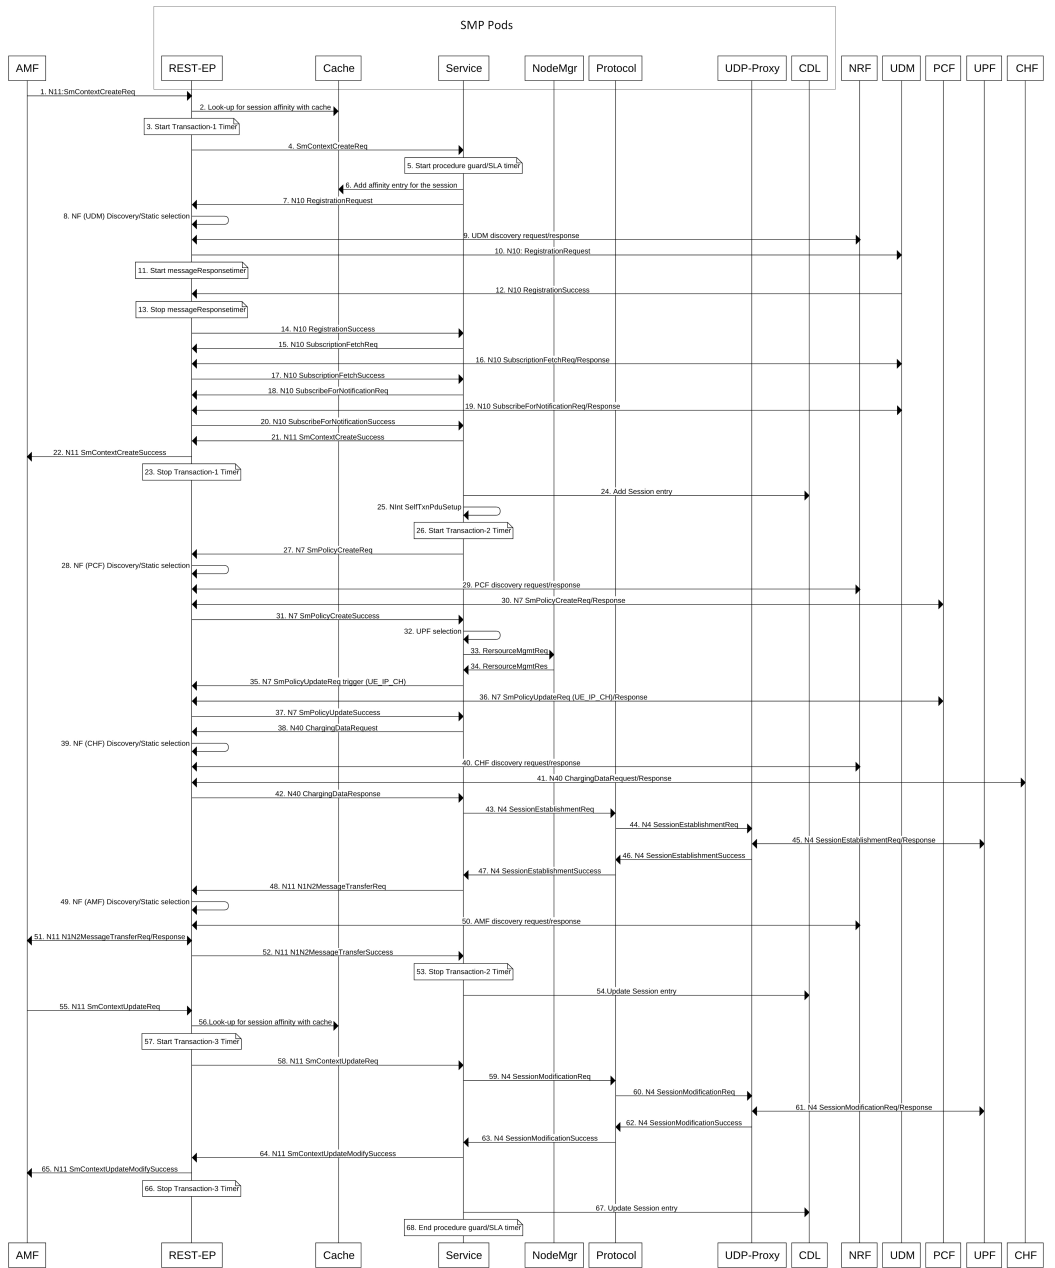 SMP Pods
AMF
REST-EP
Cache
Service
NodeMgr
Protocol
UDP-Proxy
CDL
NRF
UDM
PCF
UPF
CHF
1. N11:SmContextCreateReq
2. Look-up for session affinity with cache
3. Start Transaction-1 Timer
4. SmContextCreateReq
5. Start procedure guard/SLA timer
6. Add affinity entry for the session
7. N10 RegistrationRequest
8. NF (UDM) Discovery/Static selection
9. UDM discovery request/response
10. N10: RegistrationRequest
11. Start messageResponsetimer
12. N10 RegistrationSuccess
13. Stop messageResponsetimer
14. N10 RegistrationSuccess
15. N10 SubscriptionFetchReq
16. N10 SubscriptionFetchReq/Response
17. N10 SubscriptionFetchSuccess
18. N10 SubscribeForNotificationReq
19. N10 SubscribeForNotificationReq/Response
20. N10 SubscribeForNotificationSuccess
21. N11 SmContextCreateSuccess
22. N11 SmContextCreateSuccess
23. Stop Transaction-1 Timer
24. Add Session entry
25. NInt SelfTxnPduSetup
26. Start Transaction-2 Timer
27. N7 SmPolicyCreateReq
28. NF (PCF) Discovery/Static selection
29. PCF discovery request/response
30. N7 SmPolicyCreateReq/Response
31. N7 SmPolicyCreateSuccess
32. UPF selection
33. RersourceMgmtReq
34. RersourceMgmtRes
35. N7 SmPolicyUpdateReq trigger (UE_IP_CH)
36. N7 SmPolicyUpdateReq (UE_IP_CH)/Response
37. N7 SmPolicyUpdateSuccess
38. N40 ChargingDataRequest
39. NF (CHF) Discovery/Static selection
40. CHF discovery request/response
41. N40 ChargingDataRequest/Response
42. N40 ChargingDataResponse
43. N4 SessionEstablishmentReq
44. N4 SessionEstablishmentReq
45. N4 SessionEstablishmentReq/Response
46. N4 SessionEstablishmentSuccess
47. N4 SessionEstablishmentSuccess
48. N11 N1N2MessageTransferReq
49. NF (AMF) Discovery/Static selection
50. AMF discovery request/response
51. N11 N1N2MessageTransferReq/Response
52. N11 N1N2MessageTransferSuccess
53. Stop Transaction-2 Timer
54.Update Session entry
55. N11 SmContextUpdateReq
56.Look-up for session affinity with cache
57. Start Transaction-3 Timer
58. N11 SmContextUpdateReq
59. N4 SessionModificationReq
60. N4 SessionModificationReq
61. N4 SessionModificationReq/Response
62. N4 SessionModificationSuccess
63. N4 SessionModificationSuccess
64. N11 SmContextUpdateModifySuccess
65. N11 SmContextUpdateModifySuccess
66. Stop Transaction-3 Timer
67. Update Session entry
68. End procedure guard/SLA timer
AMF
REST-EP
Cache
Service
NodeMgr
Protocol
UDP-Proxy
CDL
NRF
UDM
PCF
UPF
CHF